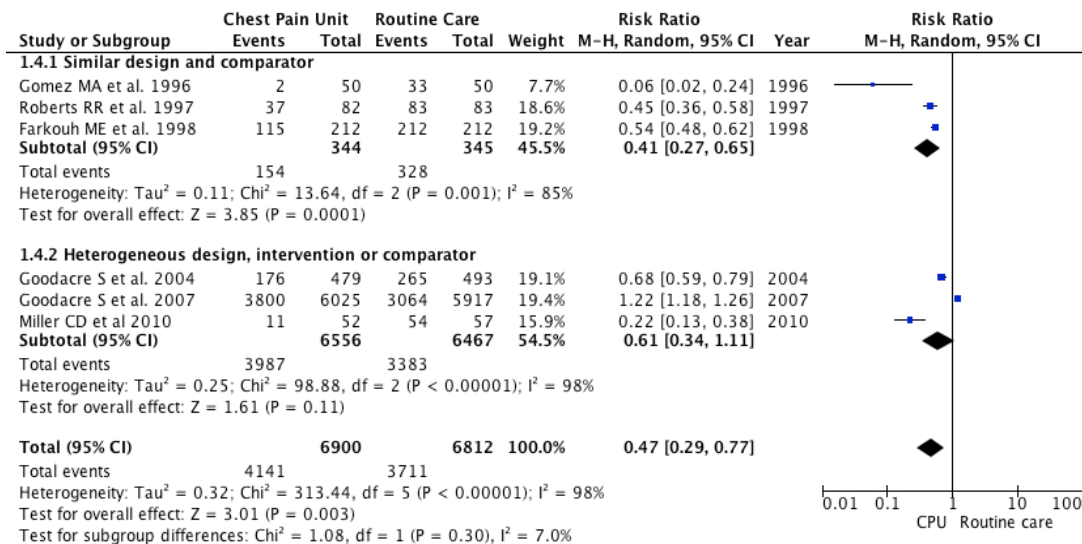 Chest Pain Unit Routine Care Risk Ratio Risk Ratio
Study or Subgroup Events Total Events Total Weight M-H, Random, 95% CI Year M-H, Random, 95% CI
1.4.1 Similar design and comparator
Gomez MA et al. 1996 2 50 33 50 7.7% 0.06 [0.02, 0.24] 1996
Roberts RR et al. 1997 37 82 83 83 18.6% 0.45 [0.36, 0.58] 1997
Farkouh ME et al. 1998 115 212 212 212 19.2% 0.54 [0.48, 0.62] 1998
Subtotal (95% CI) 344 345 45.5% 0.41 [0.27, 0.65]
Total events 154 328
Heterogeneity: Tau² = 0.11; Chi² = 13.64, df = 2 (P = 0.001); I² = 85%
Test for overall effect: Z = 3.85 (P = 0.0001)
1.4.2 Heterogeneous design, intervention or comparator
Goodacre S et al. 2004 176 479 265 493 19.1% 0.68 [0.59, 0.79] 2004
Goodacre S et al. 2007 3800 6025 3064 5917 19.4% 1.22 [1.18, 1.26] 2007
Miller CD et al 2010 11 52 54 57 15.9% 0.22 [0.13, 0.38] 2010
Subtotal (95% CI) 6556 6467 54.5% 0.61 [0.34, 1.11]
Total events 3987 3383
Heterogeneity: Tau² = 0.25; Chi² = 98.88, df = 2 (P < 0.00001); I² = 98%
Test for overall effect: Z = 1.61 (P = 0.11)
Total (95% CI) 6900 6812 100.0% 0.47 [0.29, 0.77]
Total events 4141 3711
Heterogeneity: Tau² = 0.32; Chi² = 313.44, df = 5 (P < 0.00001); I² = 98%
Test for overall effect: Z = 3.01 (P = 0.003)
Test for subgroup differences: Chi² = 1.08, df = 1 (P = 0.30), I² = 7.0%
0.01 0.1 1 10 100
CPU Routine care